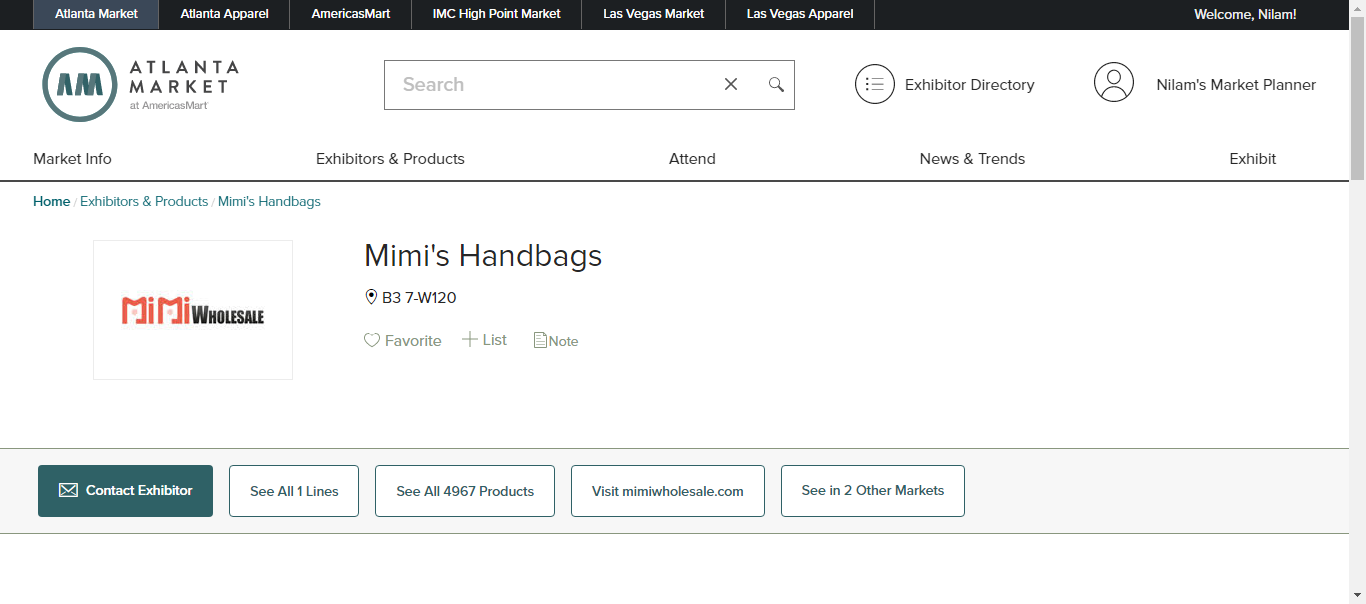 Atlanta Market Atlanta Apparel AmericasMart IMC High Point Market Las Vegas Market Las Vegas Apparel Welcome, Nilam!
AM ATLANTA
MARKET
at AmericasMart
Search
Exhibitor Directory
Nilam's Market Planner
Market Info Exhibitors & Products Attend News & Trends Exhibit
Home / Exhibitors & Products / Mimi's Handbags
MiMi WHOLESALE
Mimi's Handbags
B3 7-W120
Favorite List Note
Contact Exhibitor See All 1 Lines See All 4967 Products Visit mimiwholesale.com See in 2 Other Markets